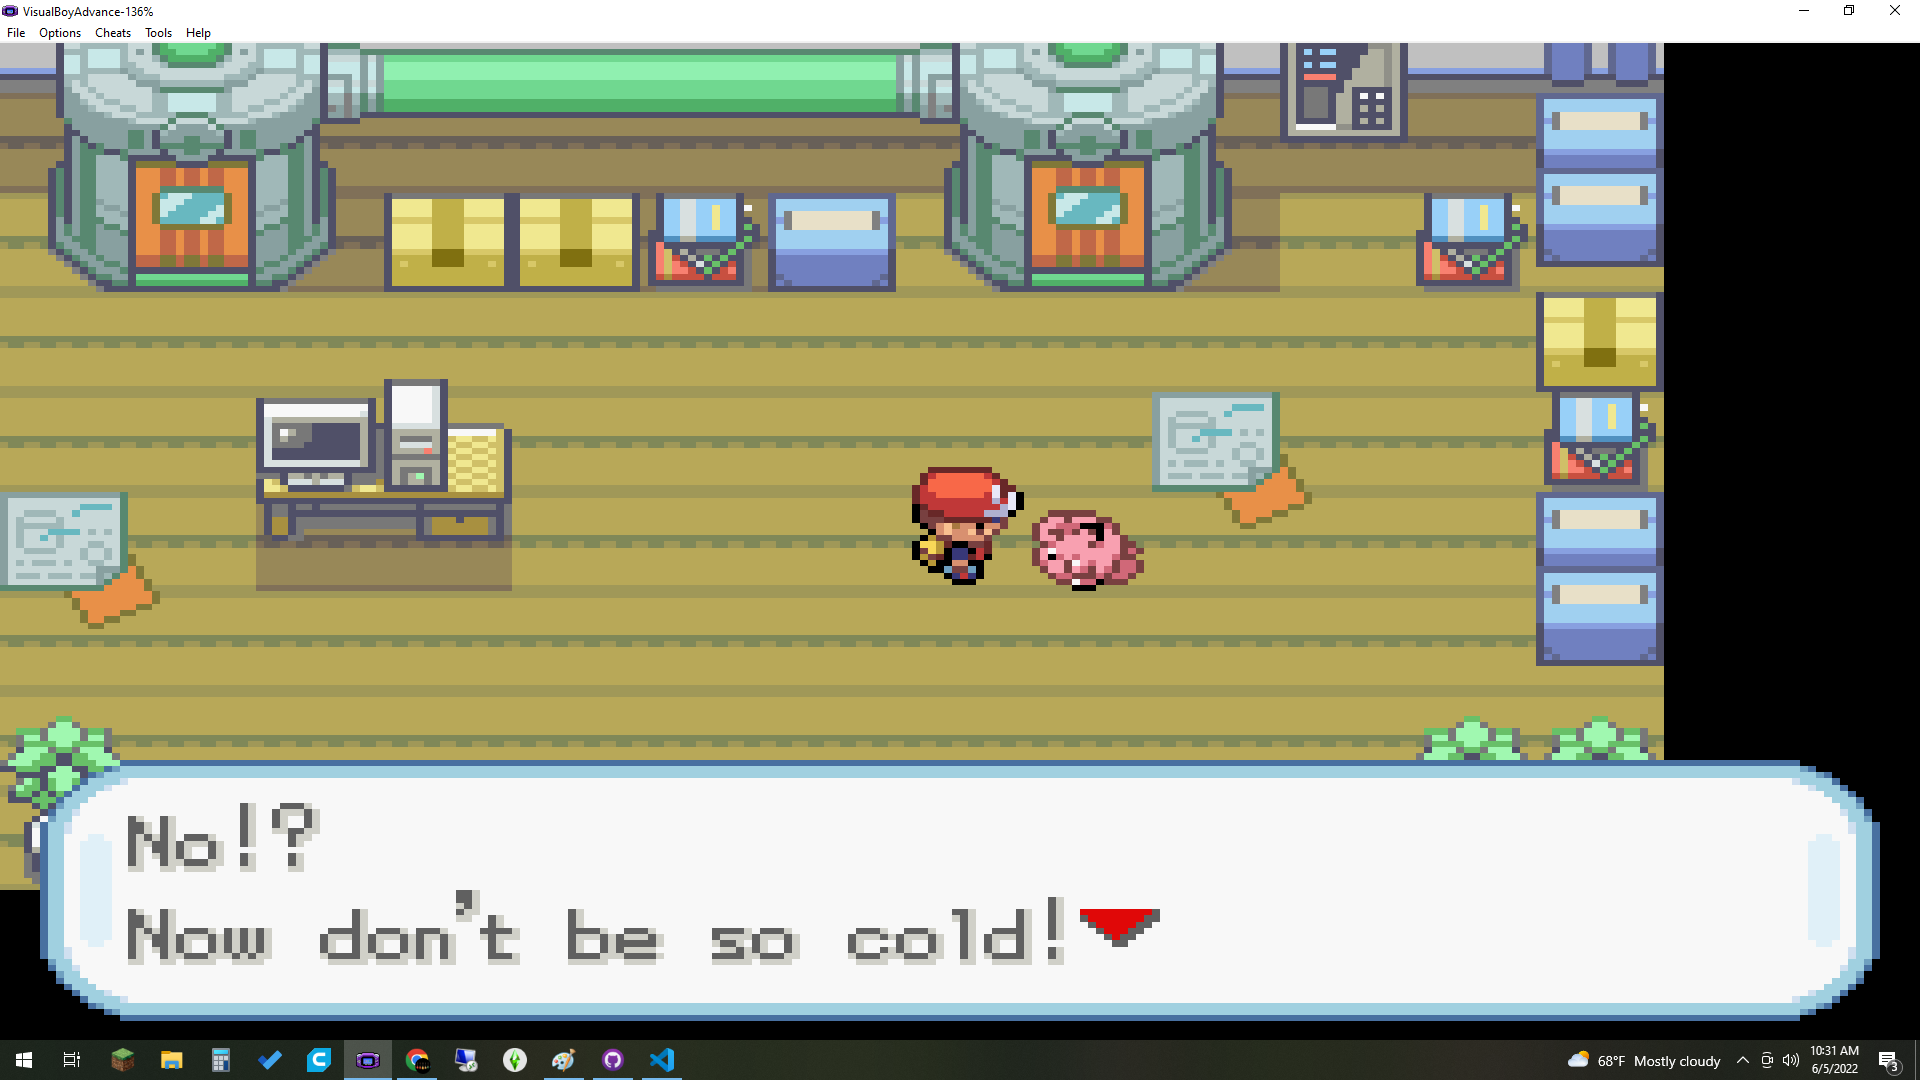 VisualBoyAdvance-136%
File Options Cheats Tools Help
No!?
Now don't be so cold!
68°F Mostly cloudy
10:31 AM
6/5/2022
3